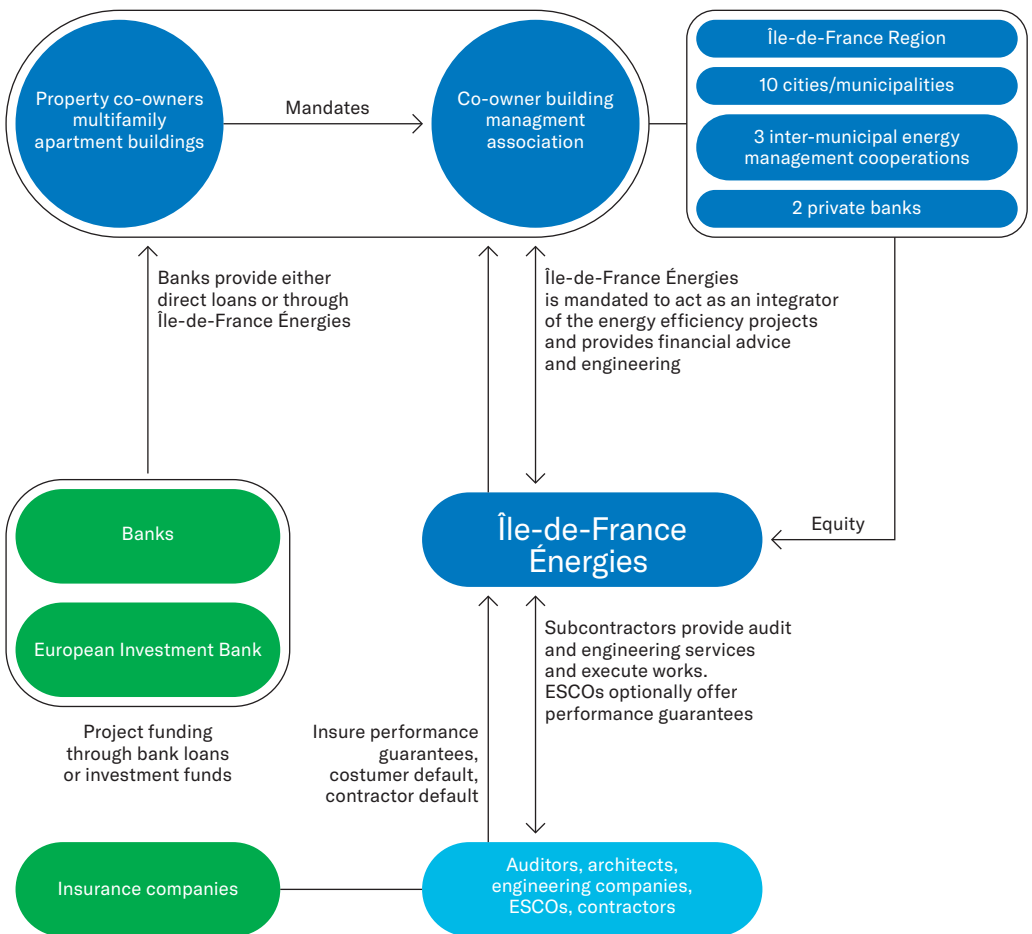 Property co-owners
multifamily
apartment buildings
Mandates
Co-owner building
managment
association
Île-de-France Region
10 cities/municipalities
3 inter-municipal energy
management cooperations
2 private banks
Banks provide either
direct loans or through
Île-de-France Énergies
Île-de-France Énergies
is mandated to act as an integrator
of the energy efficiency projects
and provides financial advice
and engineering
Banks
European Investment Bank
Project funding
through bank loans
or investment funds
Île-de-France
Énergies
Equity
Subcontractors provide audit
and engineering services
and execute works.
ESCOs optionally offer
performance guarantees
Insure performance
guarantees,
costumer default,
contractor default
Insurance companies
Auditors, architects,
engineering companies,
ESCOs, contractors